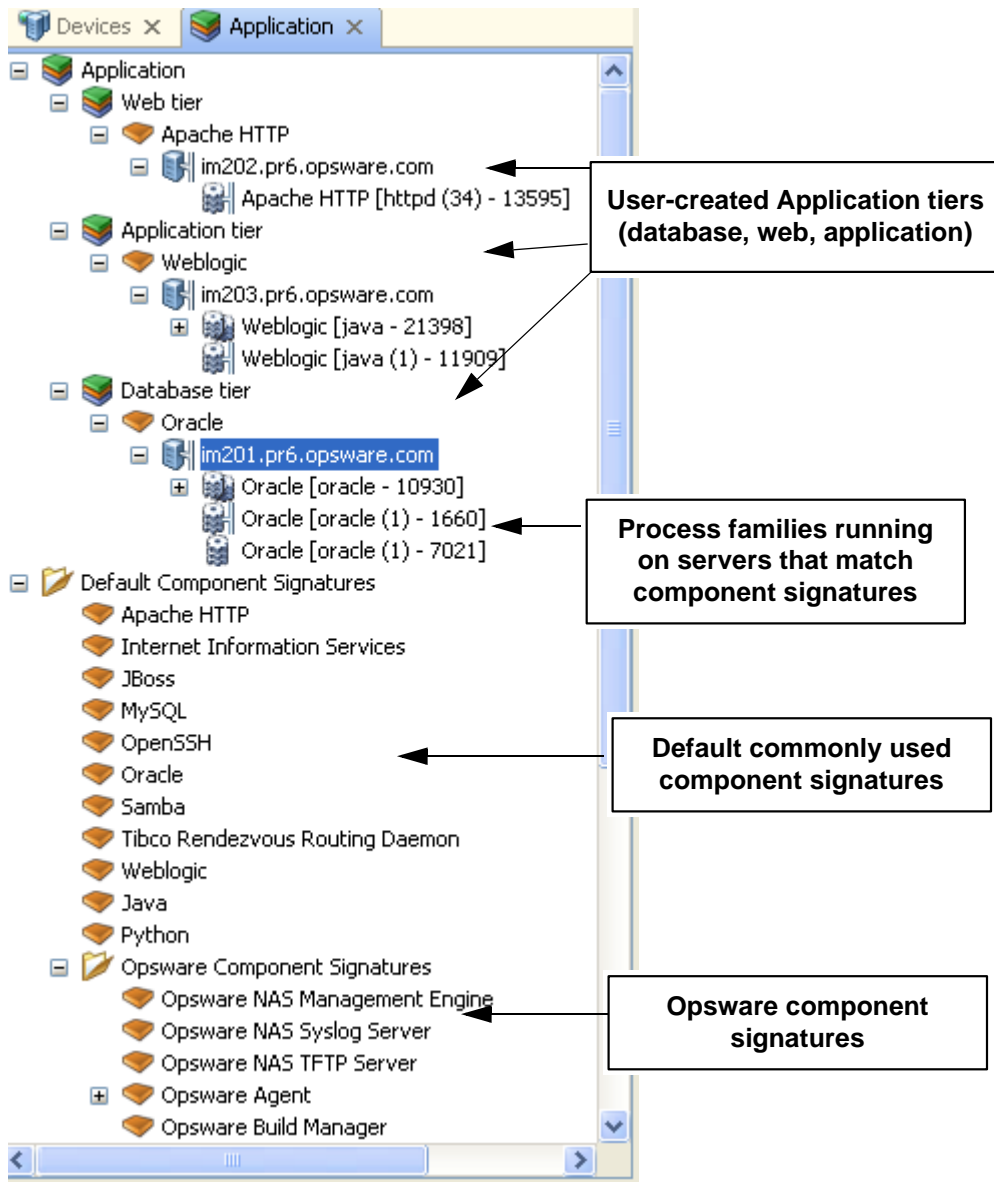 Devices
Application
Application
Web tier
Apache HTTP
im202.pr6.opsware.com
Apache HTTP [httpd (34) - 13595]
Application tier
Weblogic
im203.pr6.opsware.com
Weblogic [java - 21398]
Weblogic [java (1) - 11909]
Database tier
Oracle
im201.pr6.opsware.com
Oracle [oracle - 10930]
Oracle [oracle (1) - 1660]
Oracle [oracle (1) - 7021]
Default Component Signatures
Apache HTTP
Internet Information Services
JBoss
MySQL
OpenSSH
Oracle
Samba
Tibco Rendezvous Routing Daemon
Weblogic
Java
Python
Opsware Component Signatures
Opsware NAS Management Engine
Opsware NAS Syslog Server
Opsware NAS TFTP Server
Opsware Agent
Opsware Build Manager
User-created Application tiers
(database, web, application)
Process families running
on servers that match
component signatures
Default commonly used
component signatures
Opsware component
signatures